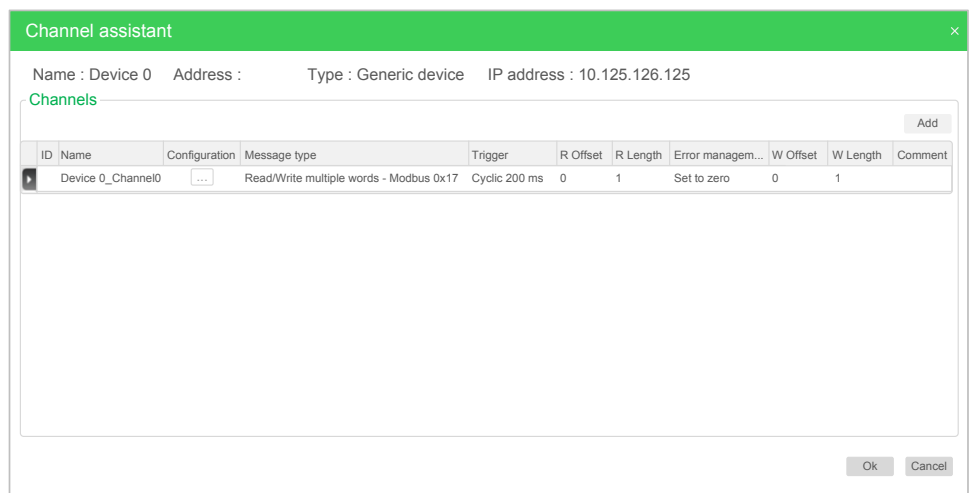 Channel assistant ×
Name : Device 0 Address : Type : Generic device IP address : 10.125.126.125
Channels
Add
ID Name Configuration Message type Trigger R Offset R Length Error managem... W Offset W Length Comment
Device 0_Channel0 ... Read/Write multiple words - Modbus 0x17 Cyclic 200 ms 0 1 Set to zero 0 1
Ok Cancel